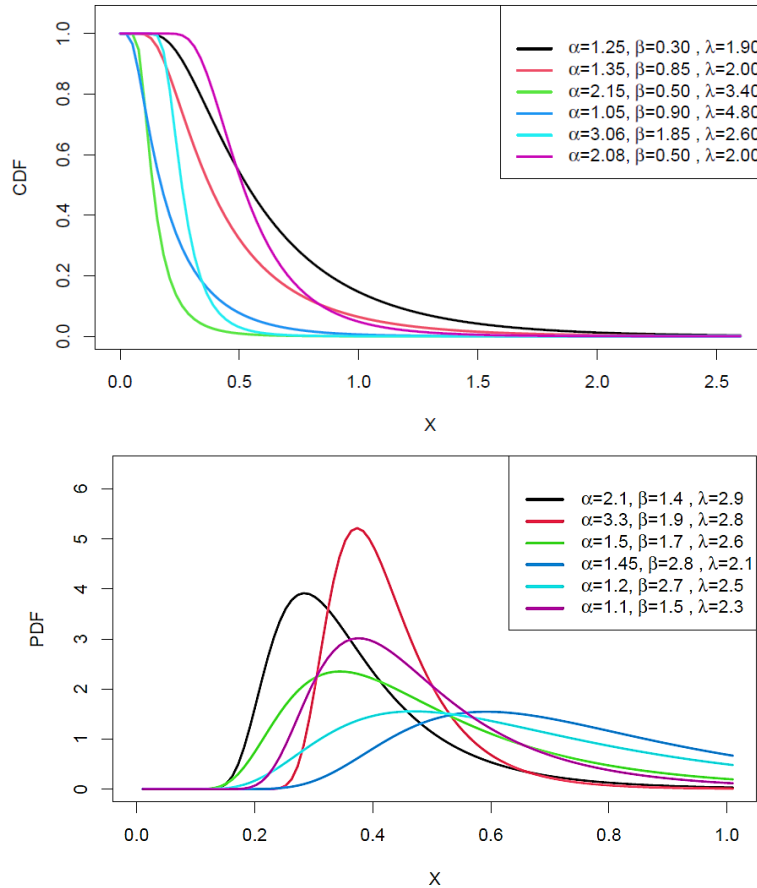 α=1.25, β=0.30 , λ=1.90
α=1.35, β=0.85 , λ=2.00
α=2.15, β=0.50 , λ=3.40
α=1.05, β=0.90 , λ=4.80
α=3.06, β=1.85 , λ=2.60
α=2.08, β=0.50 , λ=2.00
CDF
1.0
0.8
0.6
0.4
0.2
0.0
0.0 0.5 1.0 1.5 2.0 2.5
X
α=2.1, β=1.4 , λ=2.9
α=3.3, β=1.9 , λ=2.8
α=1.5, β=1.7 , λ=2.6
α=1.45, β=2.8 , λ=2.1
α=1.2, β=2.7 , λ=2.5
α=1.1, β=1.5 , λ=2.3
PDF
6
5
4
3
2
1
0
0.0 0.2 0.4 0.6 0.8 1.0
X